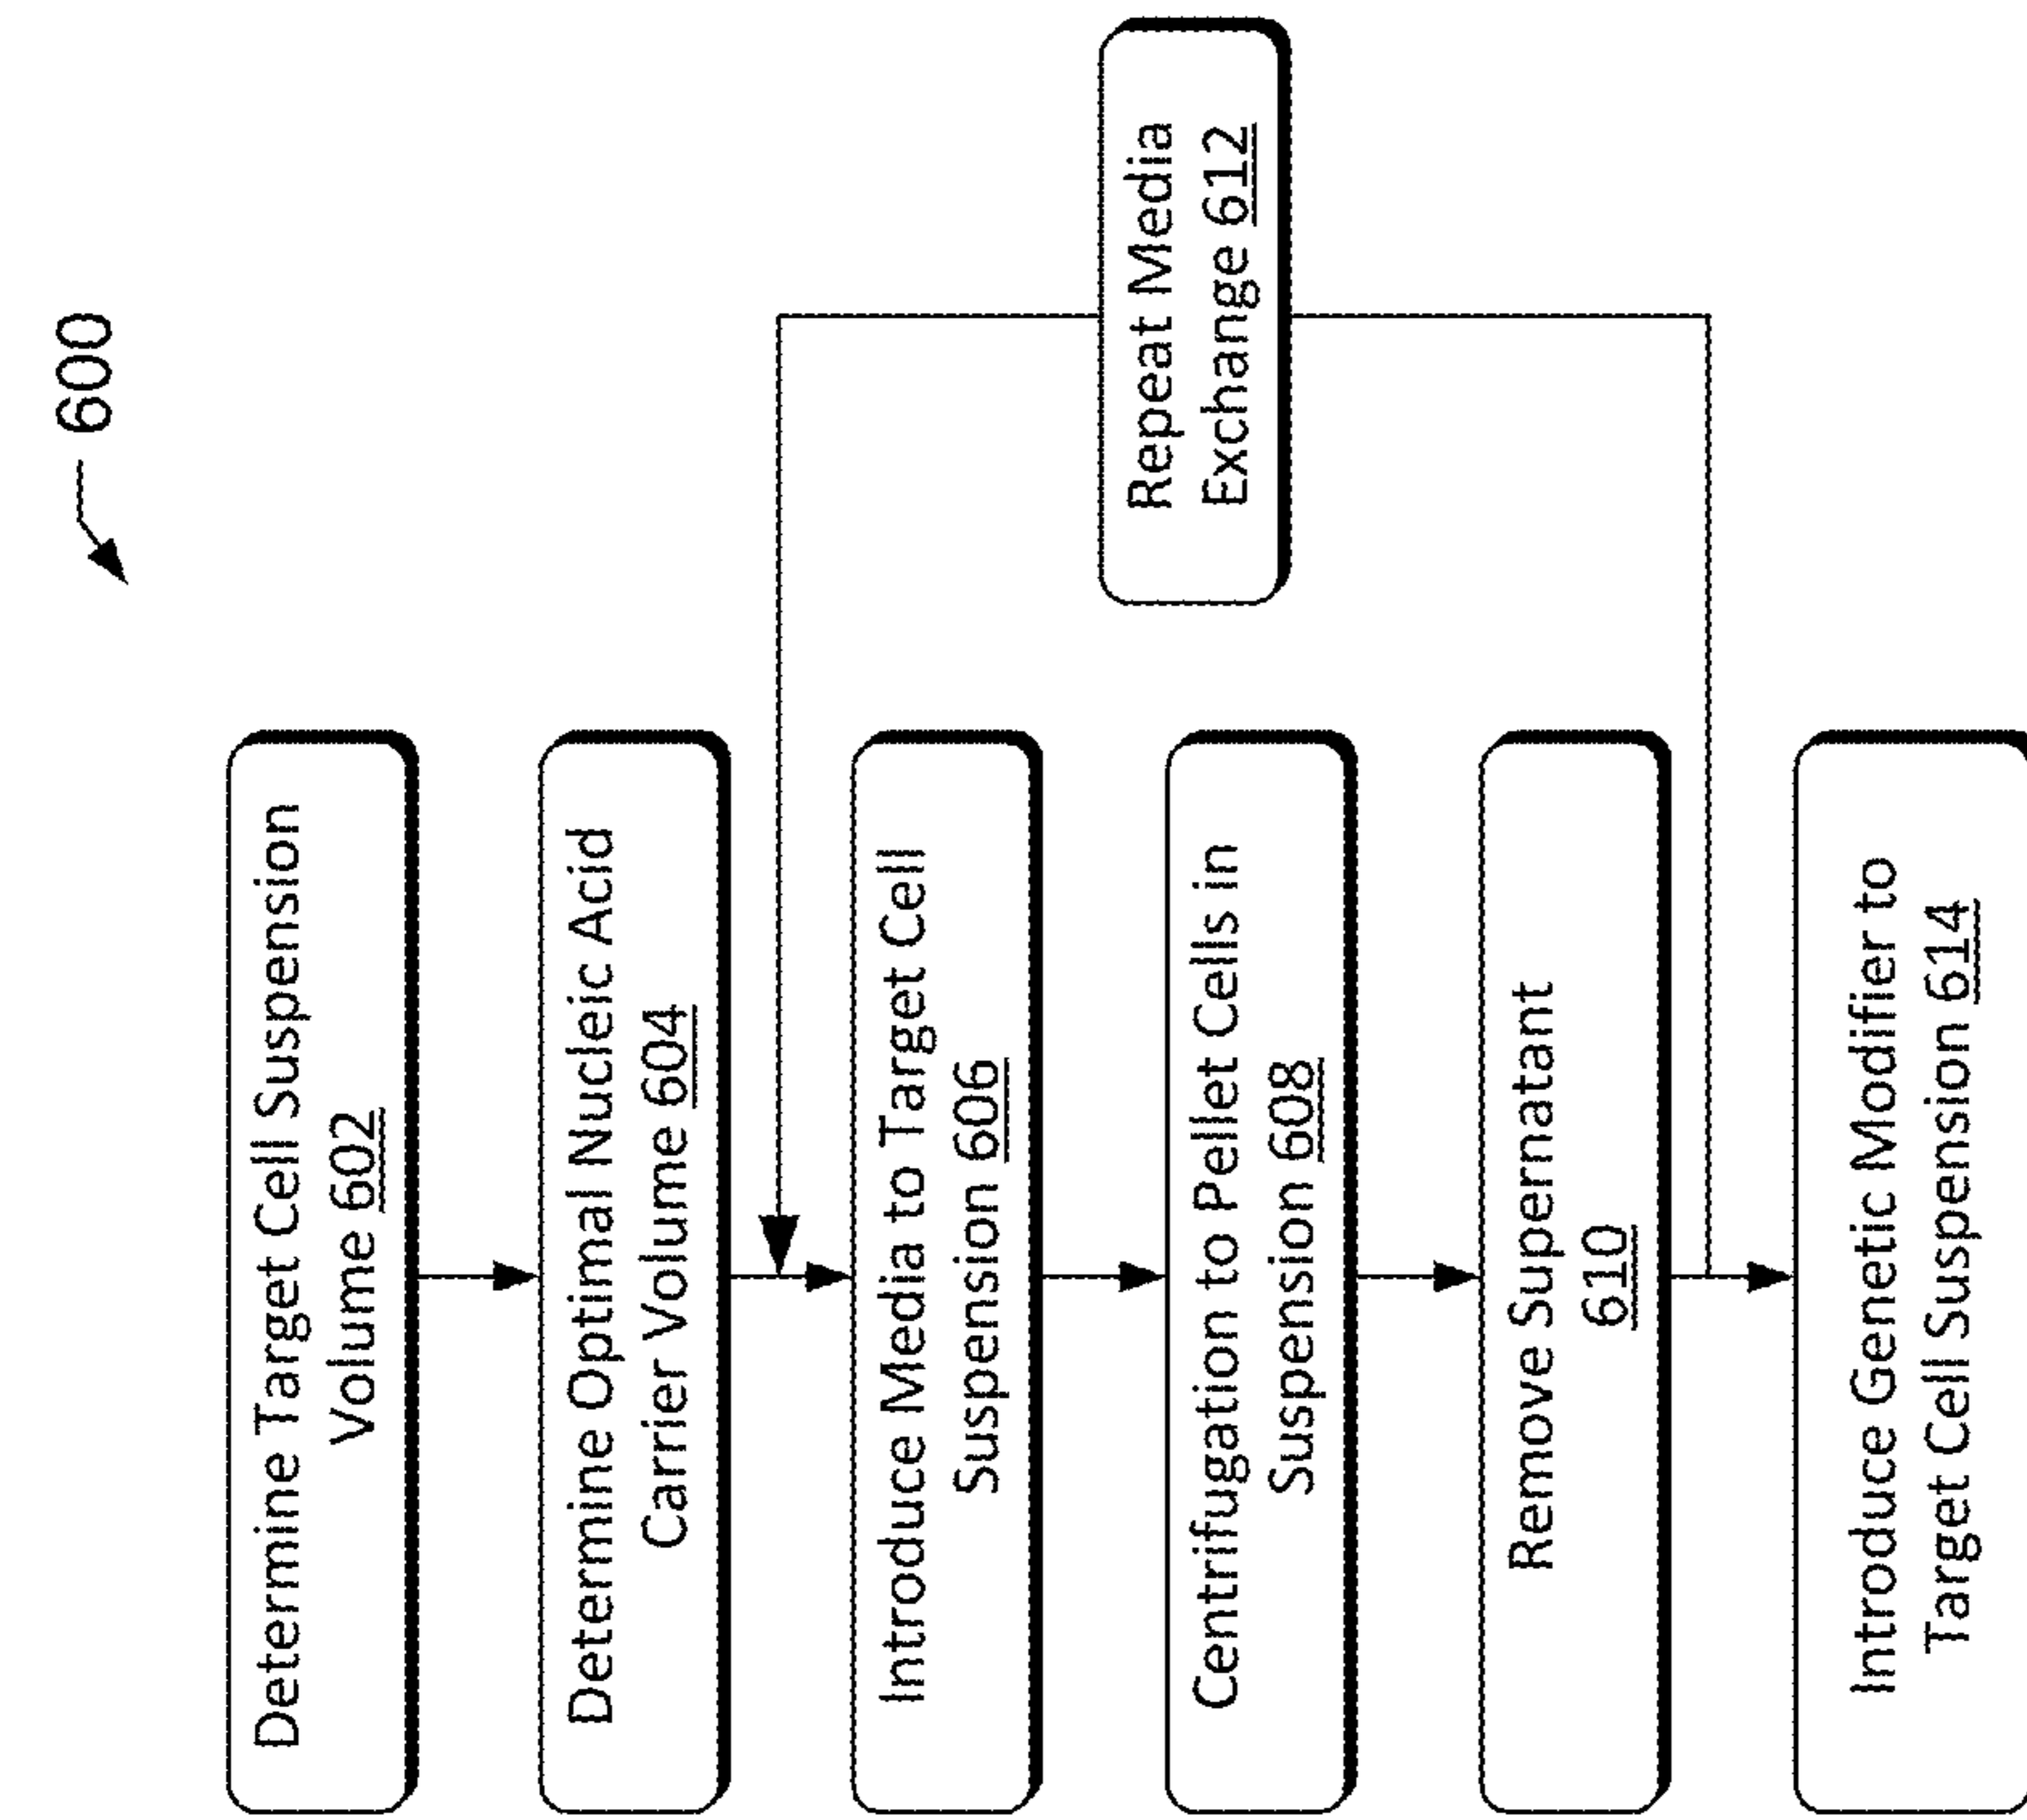 600
Determine Target Cell Suspension
Volume 602
Determine Optimal Nucleic Acid
Carrier Volume 604
Introduce Media to Target Cell
Suspension 606
Centrifugation to Pellet Cells in
Suspension 608
Remove Supernatant
610
Repeat Media
Exchange 612
Introduce Genetic Modifier to
Target Cell Suspension 614